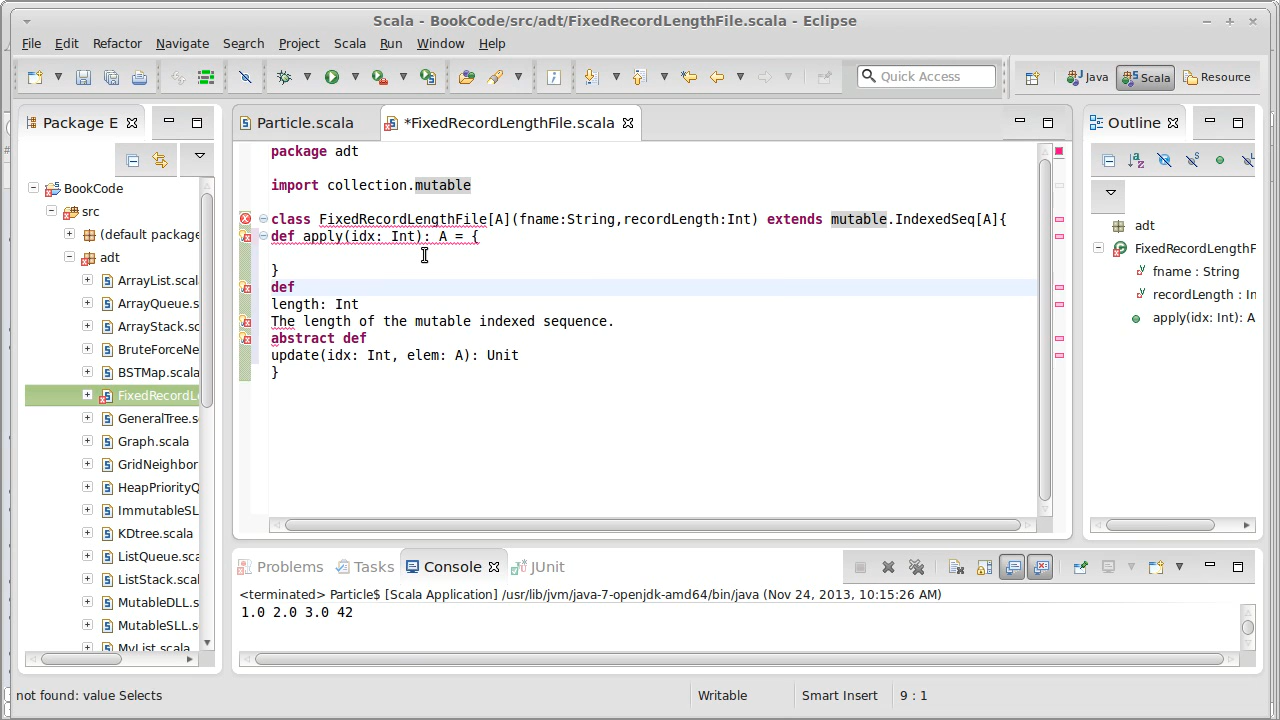 Scala - BookCode/src/adt/FixedRecordLengthFile.scala - Eclipse
File Edit Refactor Navigate Search Project Scala Run Window Help
Quick Access
Java
Scala
Resource
Package E
Particle.scala
*FixedRecordLengthFile.scala
Outline
BookCode
src
(default package
adt
ArrayList.scal
ArrayQueue.s
ArrayStack.sc
BruteForceNe
BSTMap.scala
FixedRecordL
GeneralTree.s
Graph.scala
GridNeighbor
HeapPriorityQ
ImmutableSL
KDtree.scala
ListQueue.sca
ListStack.scal
MutableDLL.s
MutableSLL.s
MyList.scala
package adt
import collection.mutable
class FixedRecordLengthFile[A](fname:String,recordLength:Int) extends mutable.IndexedSeq[A]{
def apply(idx: Int): A = {
}
def
length: Int
The length of the mutable indexed sequence.
abstract def
update(idx: Int, elem: A): Unit
}
adt
FixedRecordLengthF
fname : String
recordLength : In
apply(idx: Int): A
Problems
Tasks
Console
JUnit
<terminated> Particle$ [Scala Application] /usr/lib/jvm/java-7-openjdk-amd64/bin/java (Nov 24, 2013, 10:15:26 AM)
1.0 2.0 3.0 42
not found: value Selects
Writable
Smart Insert
9 : 1